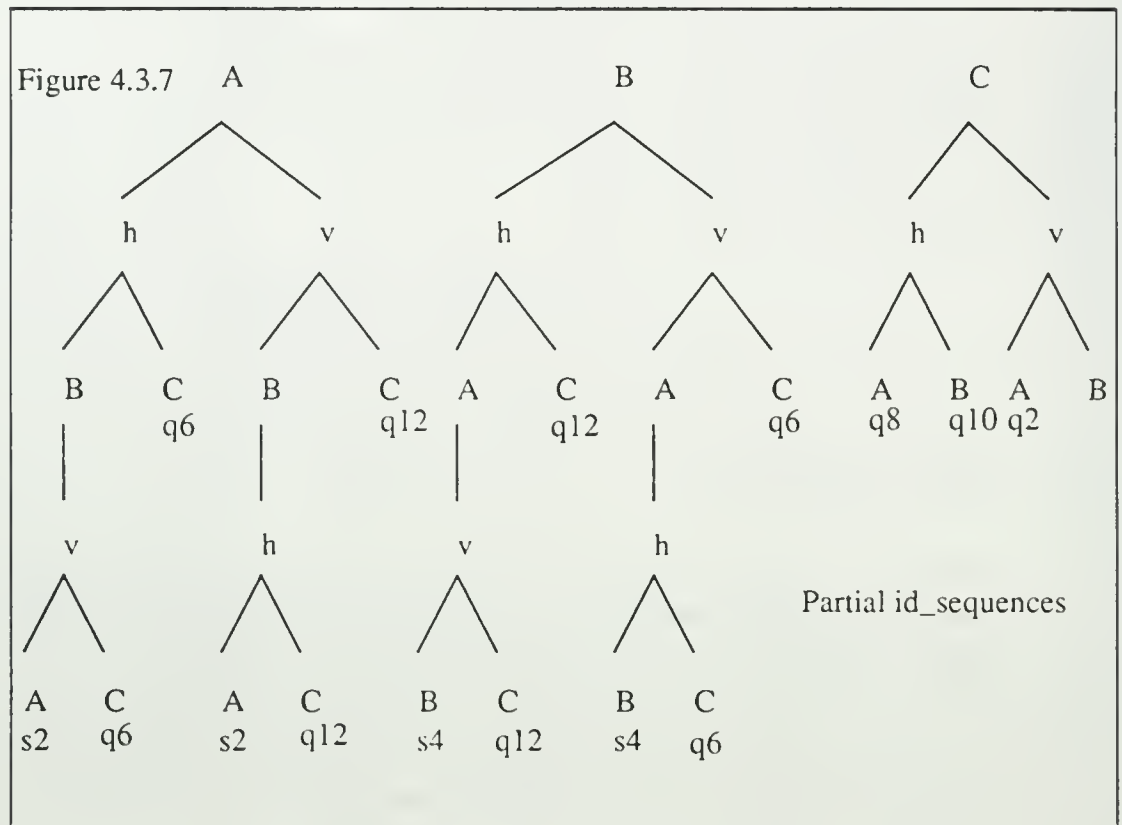 Figure 4.3.7 A B C
h v h v h v
B C B C A C A C A B A B
q6 q12 q12 q6 q8 q10 q2
v h v h
Partial id_sequences
A C A C B C B C
s2 q6 s2 q12 s4 q12 s4 q6